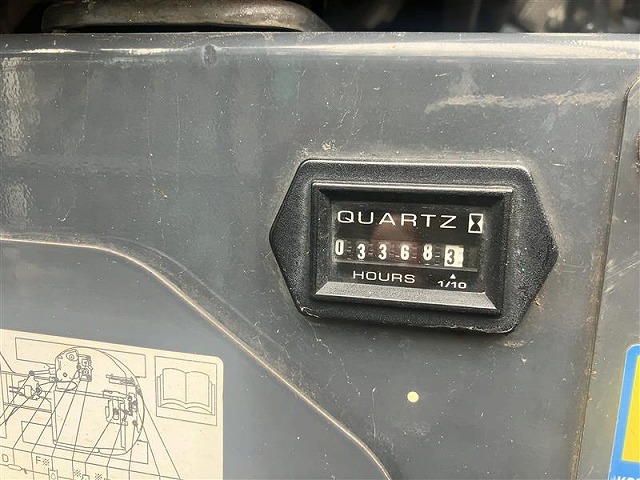 QUARTZ
033683
HOURS 1/10
D F※ ※